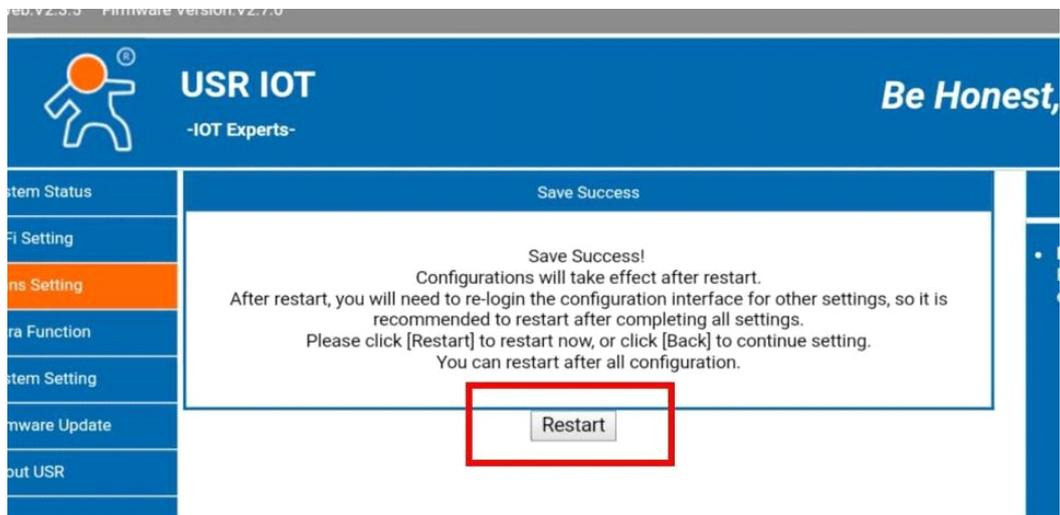 Web:V2.3.5 Firmware Version:V2.7.0
®
USR IOT
-IOT Experts-
Be Honest,
stem Status
Fi Setting
ns Setting
ra Function
stem Setting
mware Update
out USR
Save Success
Save Success!
Configurations will take effect after restart.
After restart, you will need to re-login the configuration interface for other settings, so it is
recommended to restart after completing all settings.
Please click [Restart] to restart now, or click [Back] to continue setting.
You can restart after all configuration.
Restart